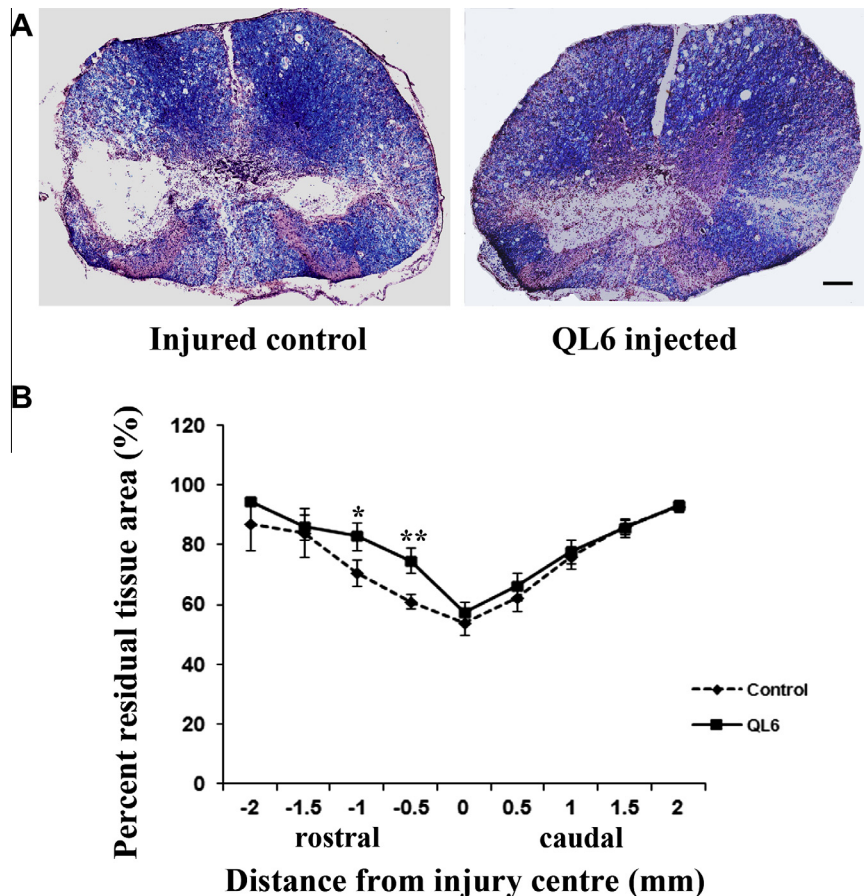 A
Injured control QL6 injected
B
Percent residual tissue area (%)
120
100
80
60
40
20
0
* **
-2 -1.5 -1 -0.5 0 0.5 1 1.5 2
rostral caudal
Distance from injury centre (mm)
Control
QL6